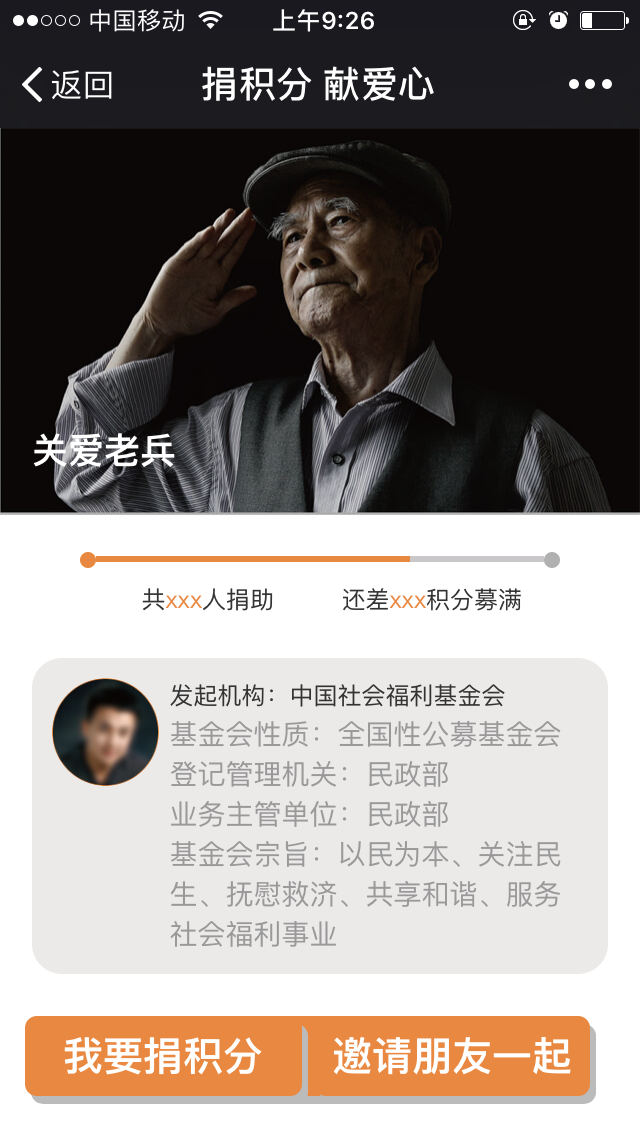 中国移动 上午9:26
返回 捐积分 献爱心
关爱老兵
共xxx人捐助 还差xxx积分募满
发起机构：中国社会福利基金会
基金会性质：全国性公募基金会
登记管理机关：民政部
业务主管单位：民政部
基金会宗旨：以民为本、关注民
生、抚慰救济、共享和谐、服务
社会福利事业
我要捐积分 邀请朋友一起